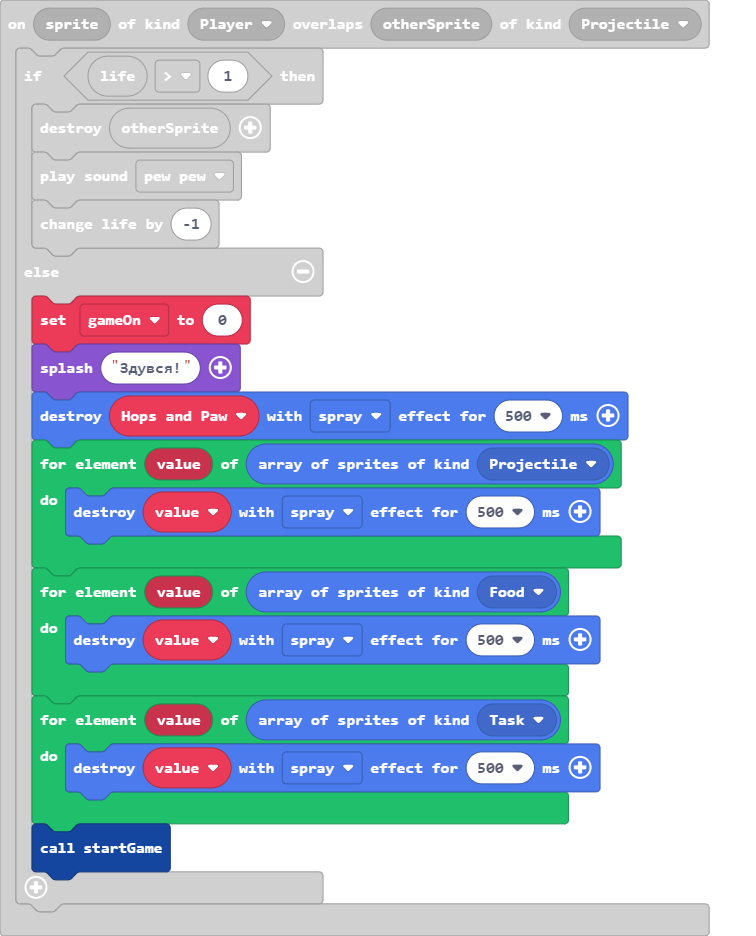 on sprite of kind Player overlaps otherSprite of kind Projectile
if life > 1 then
destroy otherSprite
play sound pew pew
change life by -1
else
set gameOn to 0
splash "Здувся!"
destroy Hops and Paw with spray effect for 500 ms
for element value of array of sprites of kind Projectile
do destroy value with spray effect for 500 ms
for element value of array of sprites of kind Food
do destroy value with spray effect for 500 ms
for element value of array of sprites of kind Task
do destroy value with spray effect for 500 ms
call startGame